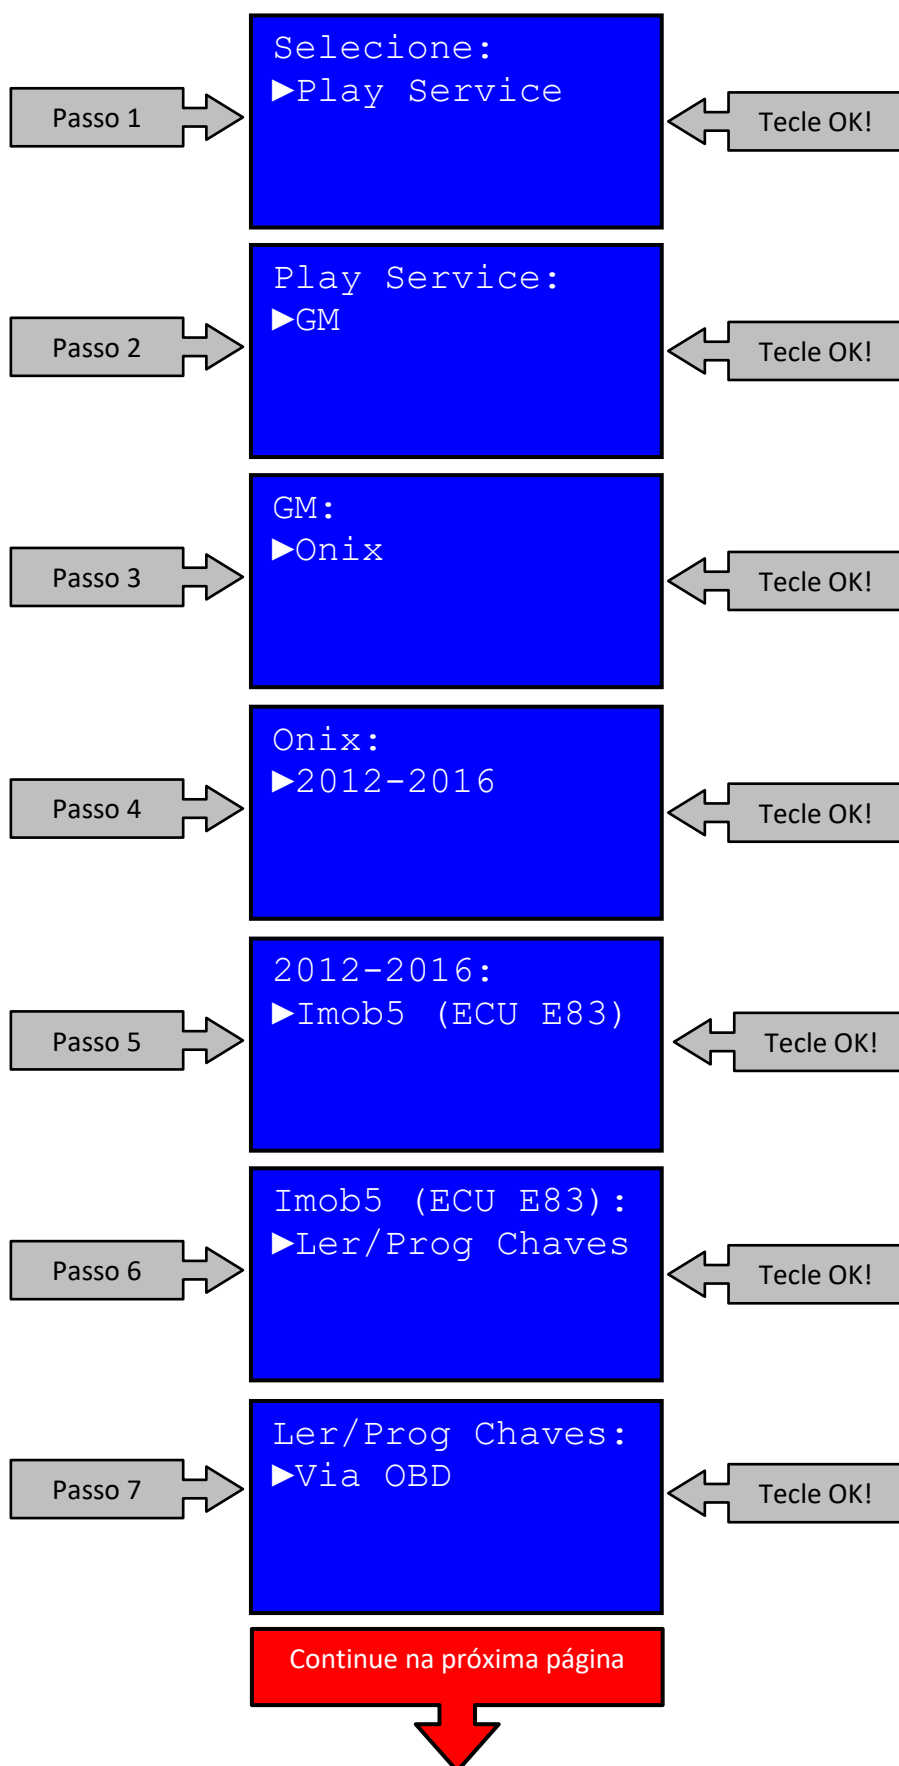 Selecione:
►Play Service
Passo 1
Tecle OK!
Play Service:
►GM
Passo 2
Tecle OK!
GM:
►Onix
Passo 3
Tecle OK!
Onix:
►2012-2016
Passo 4
Tecle OK!
2012-2016:
►Imob5 (ECU E83)
Passo 5
Tecle OK!
Imob5 (ECU E83):
►Ler/Prog Chaves
Passo 6
Tecle OK!
Ler/Prog Chaves:
►Via OBD
Passo 7
Tecle OK!
Continue na próxima página